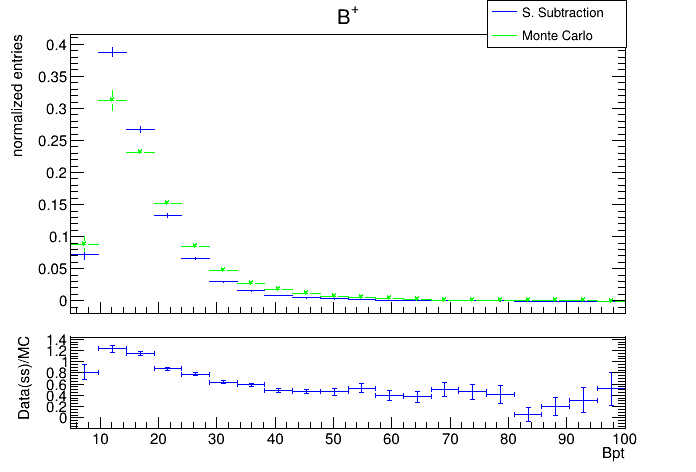 B+
S. Subtraction
Monte Carlo
normalized entries
0.4
0.35
0.3
0.25
0.2
0.15
0.1
0.05
0
Data(ss)/MC
1.4
1.2
1
0.8
0.6
0.4
0.2
0
10 20 30 40 50 60 70 80 90 100
Bpt